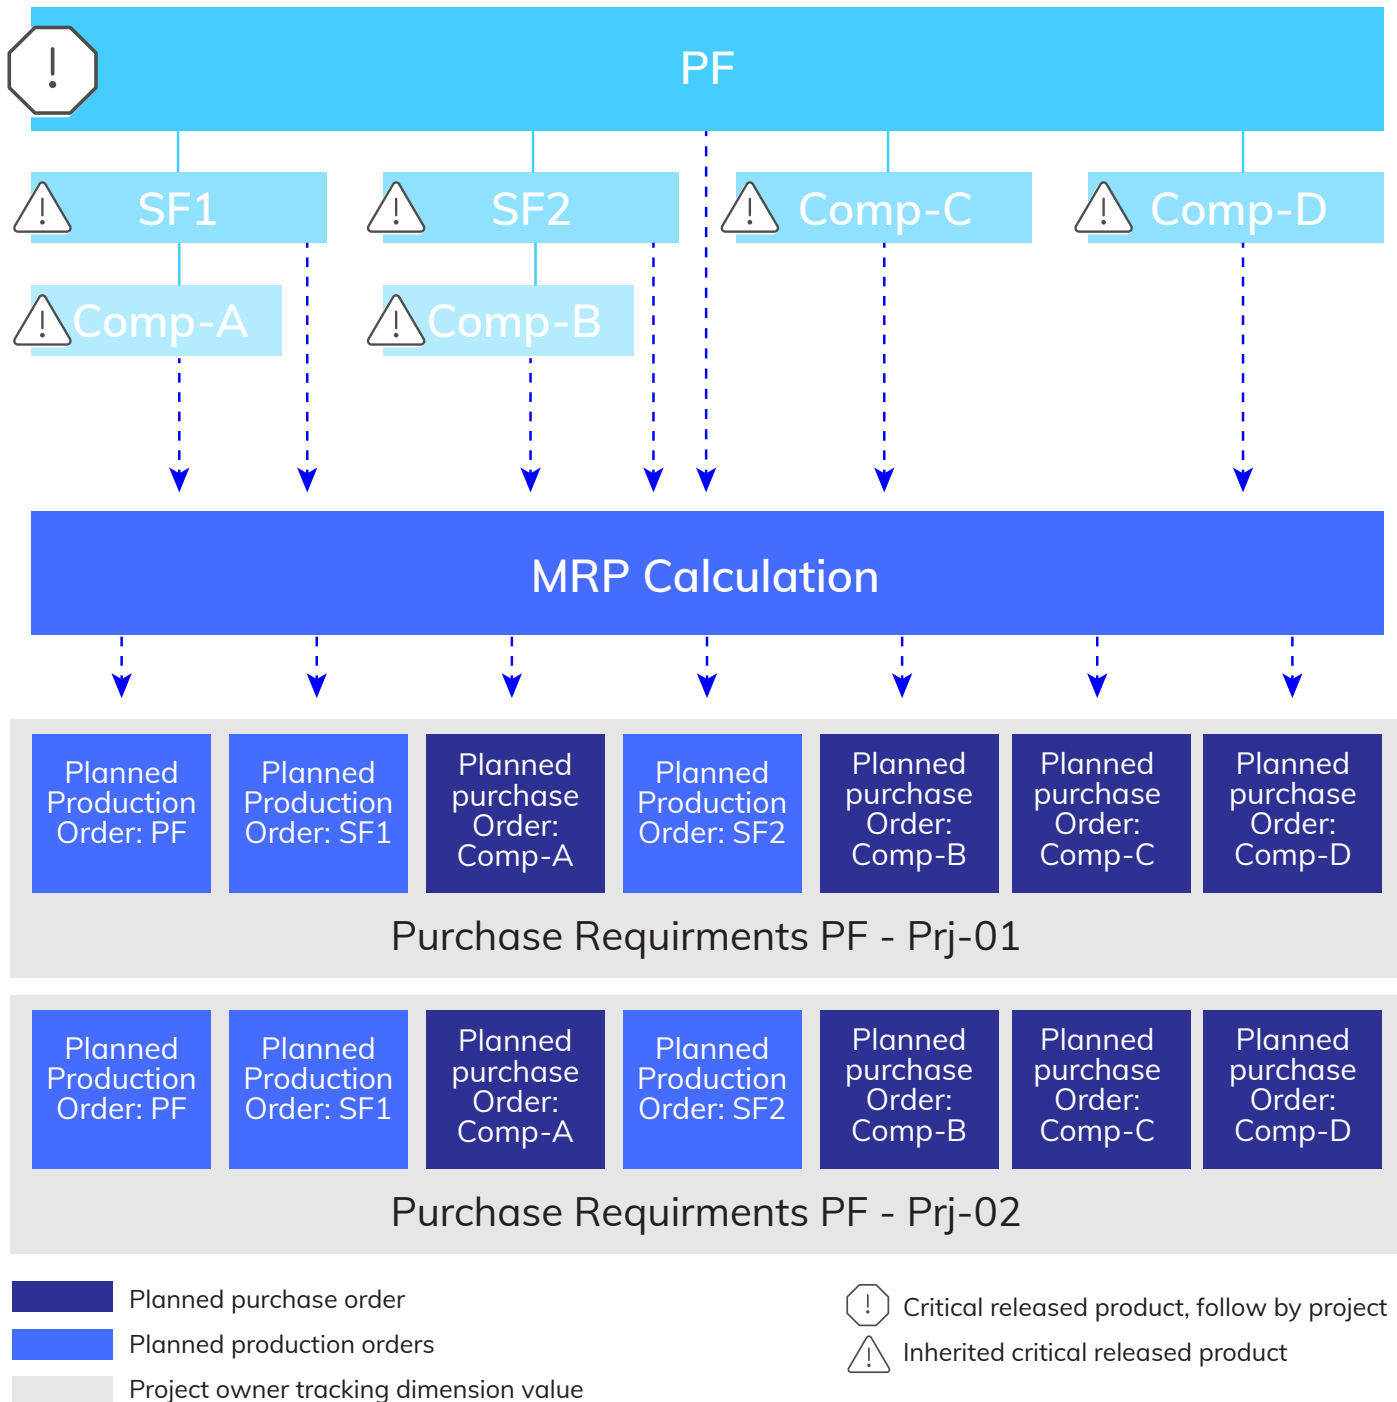 PF
SF1
SF2
Comp-C
Comp-D
Comp-A
Comp-B
MRP Calculation
Planned
Production
Order: PF
Planned
Production
Order: SF1
Planned
purchase
Order:
Comp-A
Planned
Production
Order: SF2
Planned
purchase
Order:
Comp-B
Planned
purchase
Order:
Comp-C
Planned
purchase
Order:
Comp-D
Purchase Requirments PF - Prj-01
Planned
Production
Order: PF
Planned
Production
Order: SF1
Planned
purchase
Order:
Comp-A
Planned
Production
Order: SF2
Planned
purchase
Order:
Comp-B
Planned
purchase
Order:
Comp-C
Planned
purchase
Order:
Comp-D
Purchase Requirments PF - Prj-02
Planned purchase order
Planned production orders
Project owner tracking dimension value
Critical released product, follow by project
Inherited critical released product